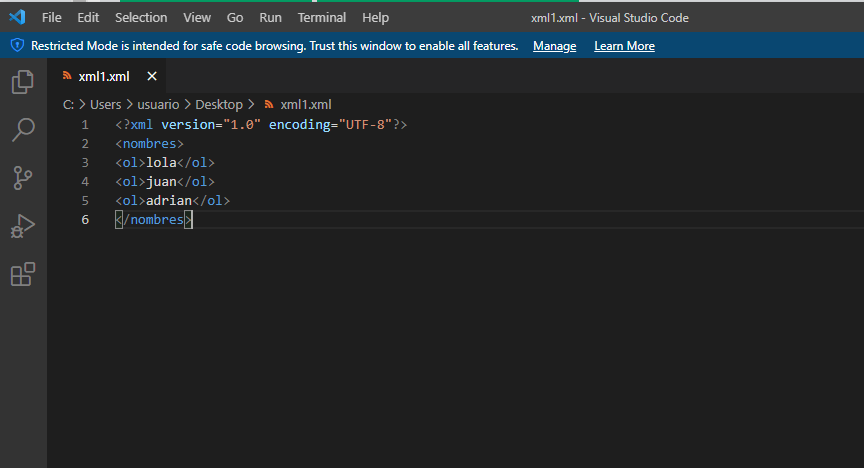 File Edit Selection View Go Run Terminal Help xml1.xml - Visual Studio Code
Restricted Mode is intended for safe code browsing. Trust this window to enable all features. Manage Learn More
xml1.xml
C: > Users > usuario > Desktop > xml1.xml
1 <?xml version="1.0" encoding="UTF-8"?>
2 <nombres>
3 <ol>lola</ol>
4 <ol>juan</ol>
5 <ol>adrian</ol>
6 </nombres>